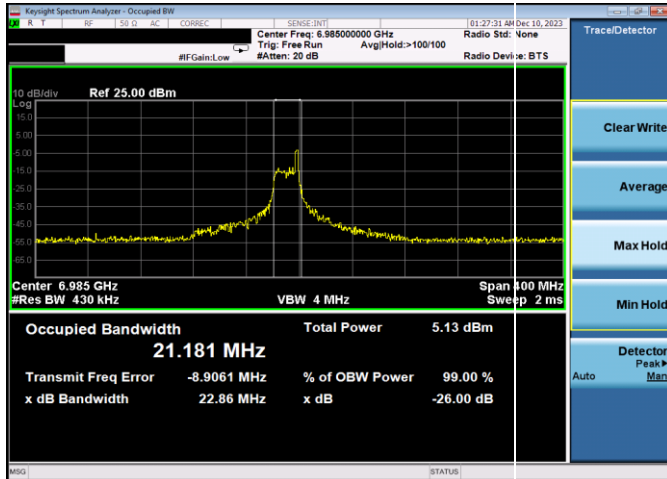 Keysight Spectrum Analyzer - Occupied BW
R T RF 50 Ω AC CORREC SENSE:INT 01:27:31 AM Dec 10, 2023
Center Freq: 6.985000000 GHz Radio Std: None
Trig: Free Run Avg|Hold:>100/100
#IFGain:Low #Atten: 20 dB Radio Device: BTS
Trace/Detector
10 dB/div Ref 25.00 dBm
Log
15.0
5.00
-5.00
-15.0
-25.0
-35.0
-45.0
-55.0
-65.0
Center 6.985 GHz Span 400 MHz
#Res BW 430 kHz VBW 4 MHz Sweep 2 ms
Occupied Bandwidth Total Power 5.13 dBm
21.181 MHz
Transmit Freq Error -8.9061 MHz % of OBW Power 99.00 %
x dB Bandwidth 22.86 MHz x dB -26.00 dB
Clear Write
Average
Max Hold
Min Hold
Detector
Peak▶
Auto Man
MSG STATUS